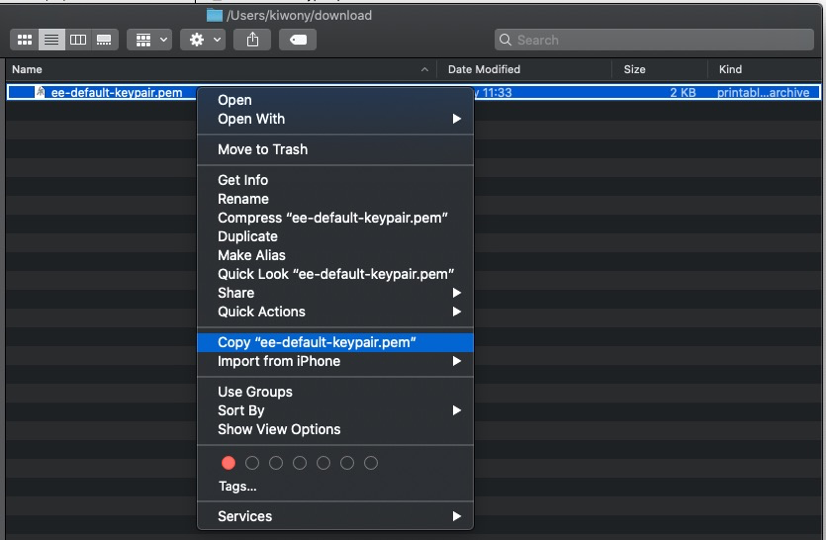 /Users/kiwony/download
Search
Name Date Modified Size Kind
ee-default-keypair.pem 11:33 2 KB printabl...archive
Open
Open With
Move to Trash
Get Info
Rename
Compress “ee-default-keypair.pem”
Duplicate
Make Alias
Quick Look “ee-default-keypair.pem”
Share
Quick Actions
Copy “ee-default-keypair.pem”
Import from iPhone
Use Groups
Sort By
Show View Options
Tags...
Services